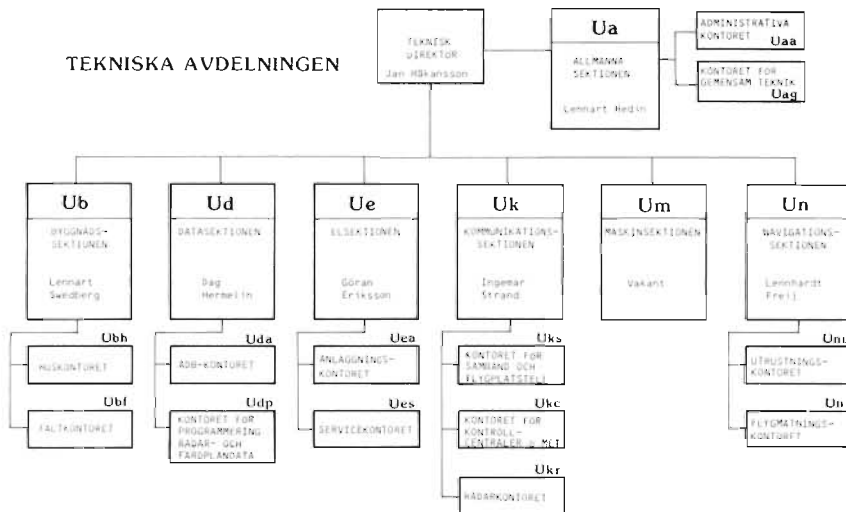 TEKNISKA AVDELNINGEN
TEKNISK
DIREKTÖR
Jan Håkansson
Ua
ALLMÄNNA
SEKTIONEN
Lennart Hedin
ADMINISTRATIVA
KONTORET
Uaa
KONTORET FÖR
GEMENSAM TEKNIK
Uag
Ub
BYGGNADS-
SEKTIONEN
Lennart
Swedberg
Ubh
HUSKONTORET
Ubf
FÄLTKONTORET
Ud
DATASEKTIONEN
Dag
Hermelin
Uda
ADB-KONTORET
Udp
KONTORET FÖR
PROGRAMMERING
RADAR- OCH
FÄRDPLANDATA
Ue
ELSEKTIONEN
Göran
Eriksson
Uea
ANLÄGGNINGS-
KONTORET
Ues
SERVICEKONTORET
Uk
KOMMUNIKATIONS-
SEKTIONEN
Ingemar
Strand
Uks
KONTORET FÖR
SAMBAND OCH
FLYGPLATSTELE
Ukc
KONTORET FÖR
KONTROLL-
CENTRALER o MCT
Ukr
RADARKONTORET
Um
MASKINSEKTIONEN
Vakant
Un
NAVIGATIONS-
SEKTIONEN
Lennhardt
Freij
UTRUSTNINGS-
KONTORET
FLYGMÄTNINGS-
KONTORET